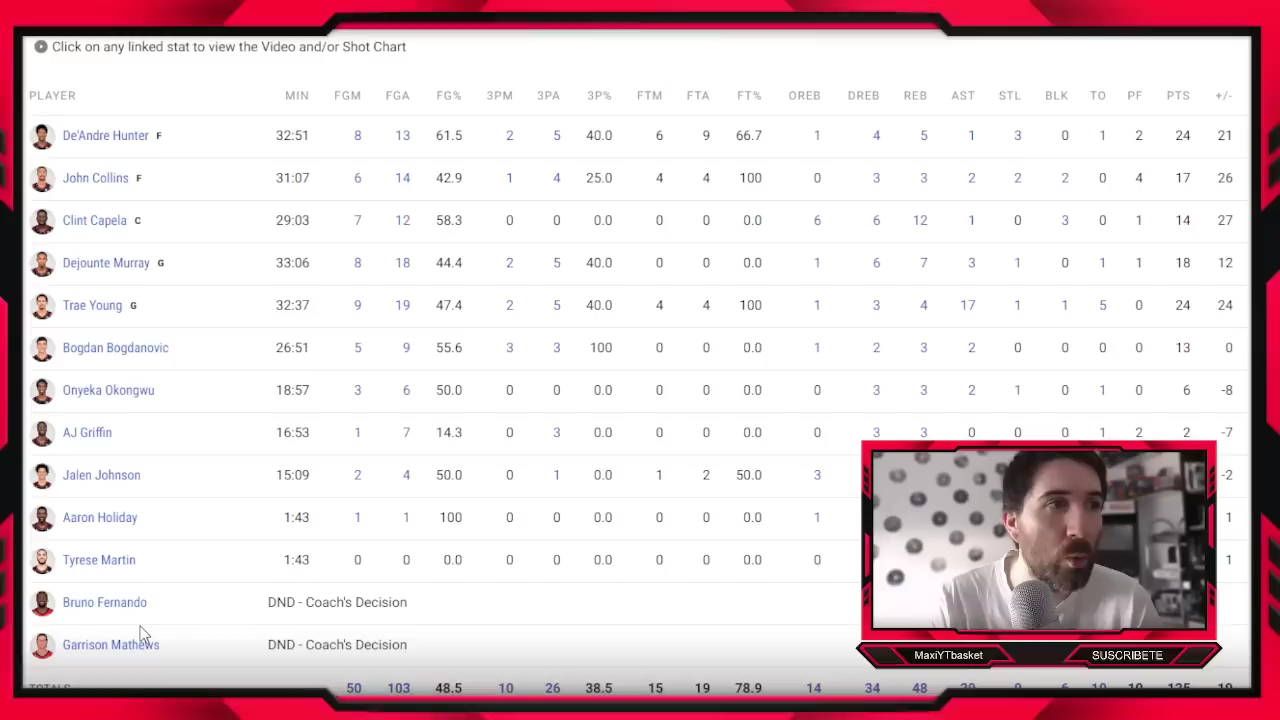 Click on any linked stat to view the Video and/or Shot Chart
PLAYER MIN FGM FGA FG% 3PM 3PA 3P% FTM FTA FT% OREB DREB REB AST STL BLK TO PF PTS +/-
De'Andre Hunter F 32:51 8 13 61.5 2 5 40.0 6 9 66.7 1 4 5 1 3 0 1 2 24 21
John Collins F 31:07 6 14 42.9 1 4 25.0 4 4 100 0 3 3 2 2 2 0 4 17 26
Clint Capela C 29:03 7 12 58.3 0 0 0.0 0 0 0.0 6 6 12 1 0 3 0 1 14 27
Dejounte Murray G 33:06 8 18 44.4 2 5 40.0 0 0 0.0 1 6 7 3 1 0 1 1 18 12
Trae Young G 32:37 9 19 47.4 2 5 40.0 4 4 100 1 3 4 17 1 1 5 0 24 24
Bogdan Bogdanovic 26:51 5 9 55.6 3 3 100 0 0 0.0 1 2 3 2 0 0 0 0 13 0
Onyeka Okongwu 18:57 3 6 50.0 0 0 0.0 0 0 0.0 0 3 3 2 1 0 1 0 6 -8
AJ Griffin 16:53 1 7 14.3 0 3 0.0 0 0 0.0 0 3 3 0 0 0 1 2 2 -7
Jalen Johnson 15:09 2 4 50.0 0 1 0.0 1 2 50.0 3 -2
Aaron Holiday 1:43 1 1 100 0 0 0.0 0 0 0.0 1 1
Tyrese Martin 1:43 0 0 0.0 0 0 0.0 0 0 0.0 0 1
Bruno Fernando DND - Coach's Decision
Garrison Mathews DND - Coach's Decision
TOTALS 50 103 48.5 10 26 38.5 15 19 78.9 14 34 48
MaxiYTbasket SUSCRIBETE